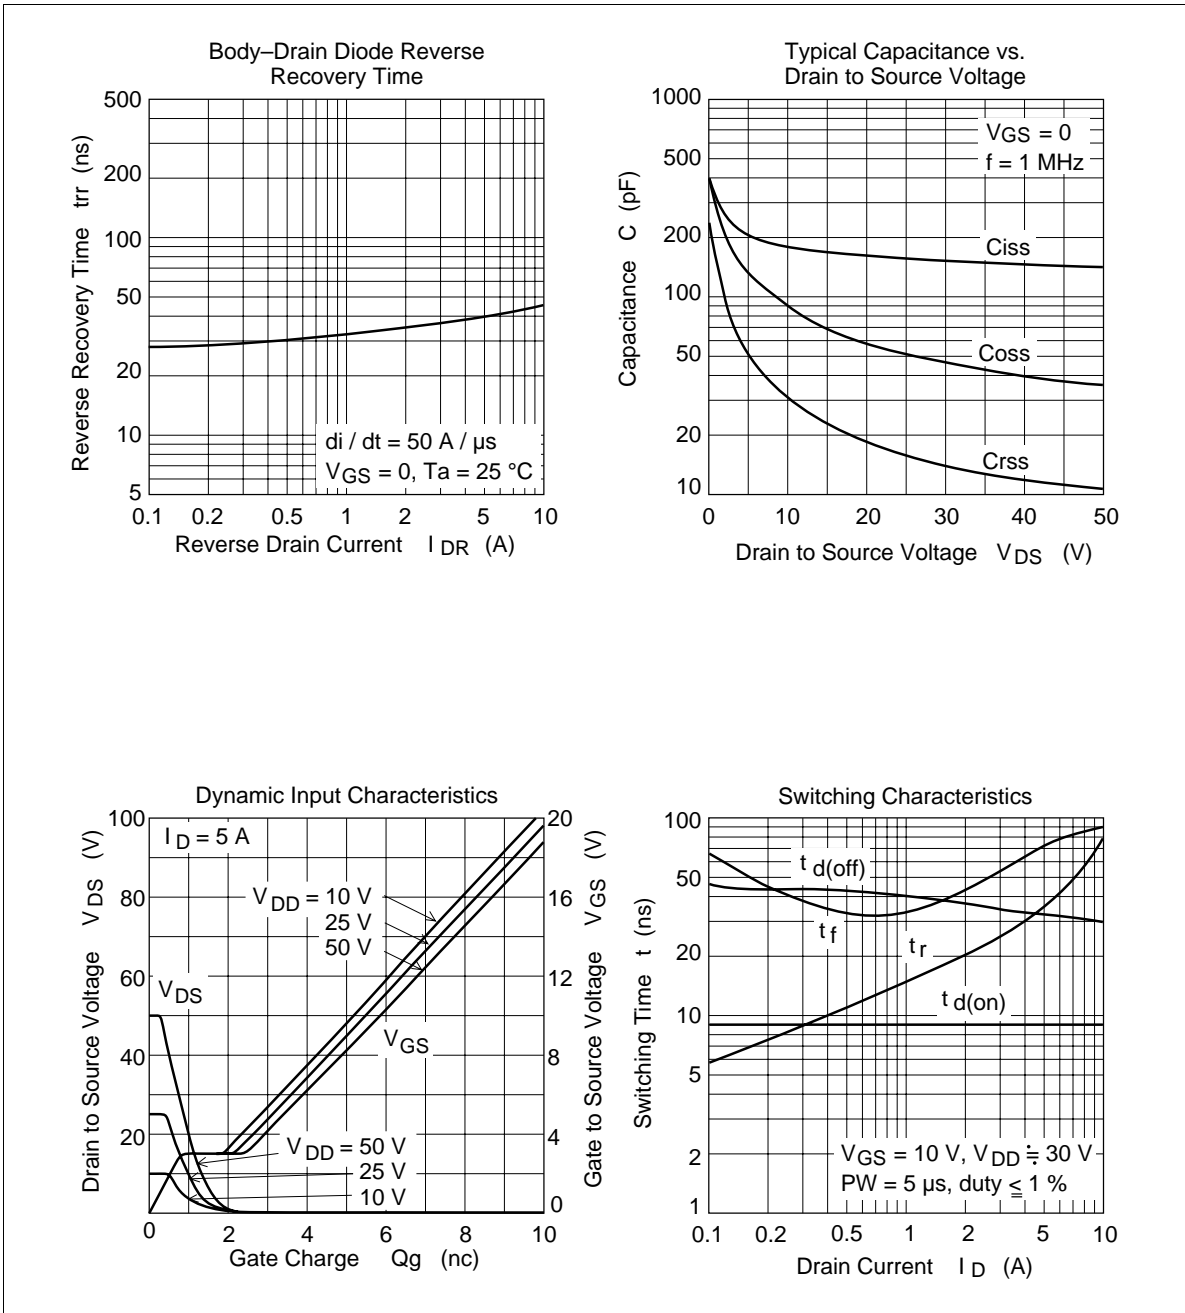 Body–Drain Diode Reverse
Recovery Time
Reverse Recovery Time trr (ns)
500
200
100
50
20
10
5
di / dt = 50 A / µs
VGS = 0, Ta = 25 °C
0.1 0.2 0.5 1 2 5 10
Reverse Drain Current I DR (A)
Typical Capacitance vs.
Drain to Source Voltage
Capacitance C (pF)
1000
500
200
100
50
20
10
VGS = 0
f = 1 MHz
Ciss
Coss
Crss
0 10 20 30 40 50
Drain to Source Voltage VDS (V)
Dynamic Input Characteristics
Drain to Source Voltage VDS (V)
100
80
60
40
20
I D = 5 A
VDD = 10 V
25 V
50 V
VDS
VGS
VDD = 50 V
25 V
10 V
20
16
12
8
4
0
Gate to Source Voltage VGS (V)
0 2 4 6 8 10
Gate Charge Qg (nc)
Switching Characteristics
Switching Time t (ns)
100
50
20
10
5
2
1
t d(off)
t f
t r
t d(on)
VGS = 10 V, VDD ≒ 30 V
PW = 5 µs, duty ≦ 1 %
0.1 0.2 0.5 1 2 5 10
Drain Current I D (A)